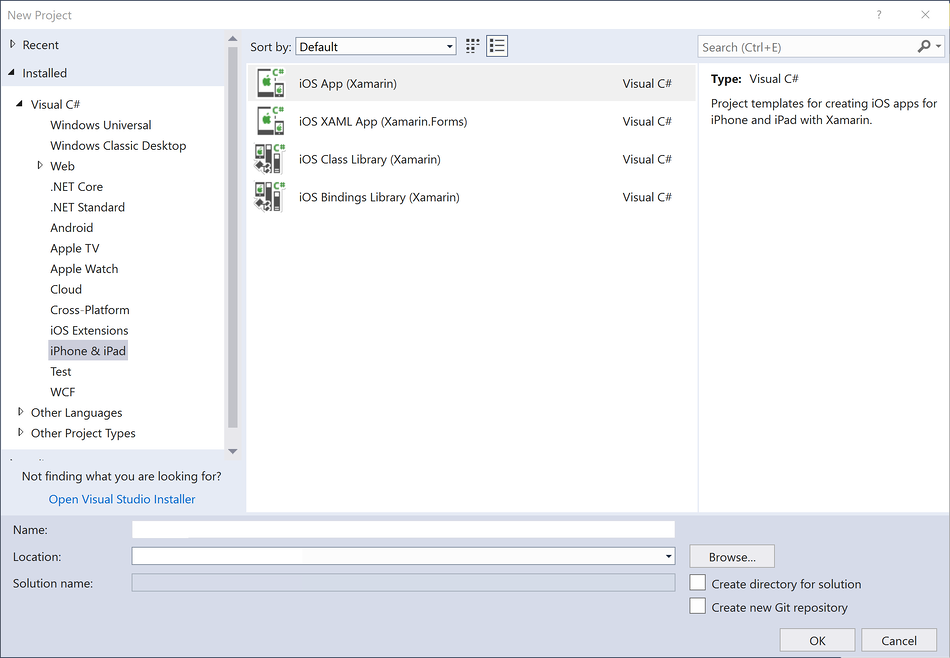 New Project
?
Recent
Installed
Visual C#
Windows Universal
Windows Classic Desktop
Web
.NET Core
.NET Standard
Android
Apple TV
Apple Watch
Cloud
Cross-Platform
iOS Extensions
iPhone & iPad
Test
WCF
Other Languages
Other Project Types
Not finding what you are looking for?
Open Visual Studio Installer
Sort by: Default
C# iOS App (Xamarin) Visual C#
C# iOS XAML App (Xamarin.Forms) Visual C#
C# iOS Class Library (Xamarin) Visual C#
C# iOS Bindings Library (Xamarin) Visual C#
Search (Ctrl+E)
Type: Visual C#
Project templates for creating iOS apps for
iPhone and iPad with Xamarin.
Name:
Location:
Browse...
Solution name:
Create directory for solution
Create new Git repository
OK
Cancel